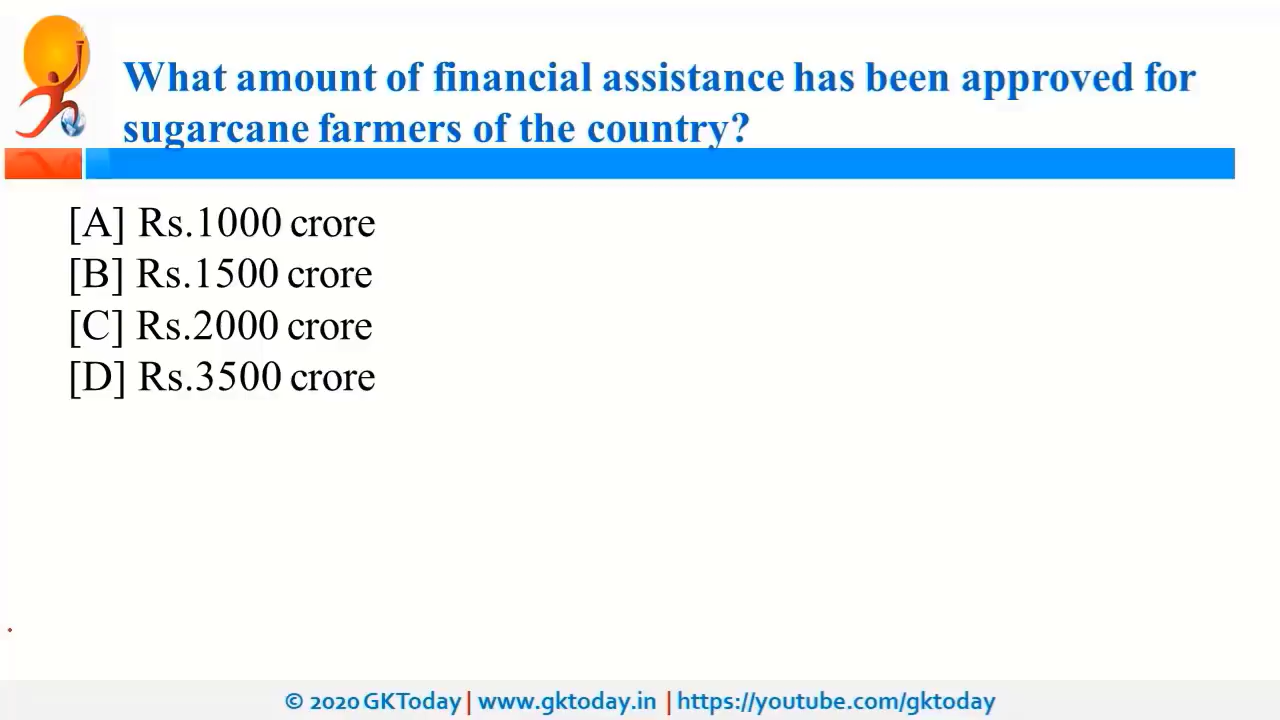 What amount of financial assistance has been approved for
sugarcane farmers of the country?
[A] Rs.1000 crore
[B] Rs.1500 crore
[C] Rs.2000 crore
[D] Rs.3500 crore
© 2020 GKToday | www.gktoday.in | https://youtube.com/gktoday